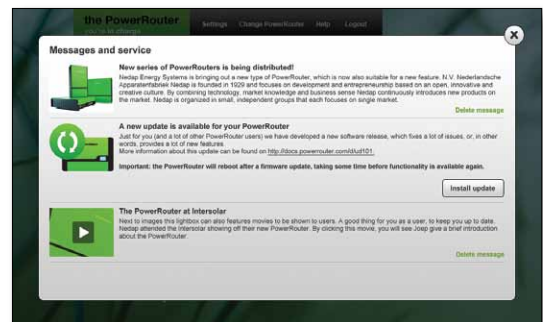 the PowerRouter
you're in charge
Settings Change PowerRouter Help Logout
Messages and service
New series of PowerRouters is being distributed!
Nedap Energy Systems is bringing out a new type of PowerRouter, which is now also suitable for a new feature. N.V. Nederlandsche
Apparatenfabriek Nedap is founded in 1929 and focuses on development and entrepreneurship based on an open, innovative and
creative culture. By combining technology, market knowledge and business sense Nedap continuously introduces new products on
the market. Nedap is organized in small, independent groups that each focuses on single market.
Delete message
A new update is available for your PowerRouter
Just for you (and a lot of other PowerRouter users) we have developed a new software release, which fixes a lot of issues, or, in other
words, provides a lot of new features.
More information about this update can be found on http://docs.powerrouter.com/d/ud101.
Important: the PowerRouter will reboot after a firmware update, taking some time before functionality is available again.
Install update
The PowerRouter at Intersolar
Next to images this lightbox can also features movies to be shown to users. A good thing for you as a user, to keep you up to date.
Nedap attended the Intersolar showing off their new PowerRouter. By clicking this movie, you will see Joep give a brief introduction
about the PowerRouter.
Delete message